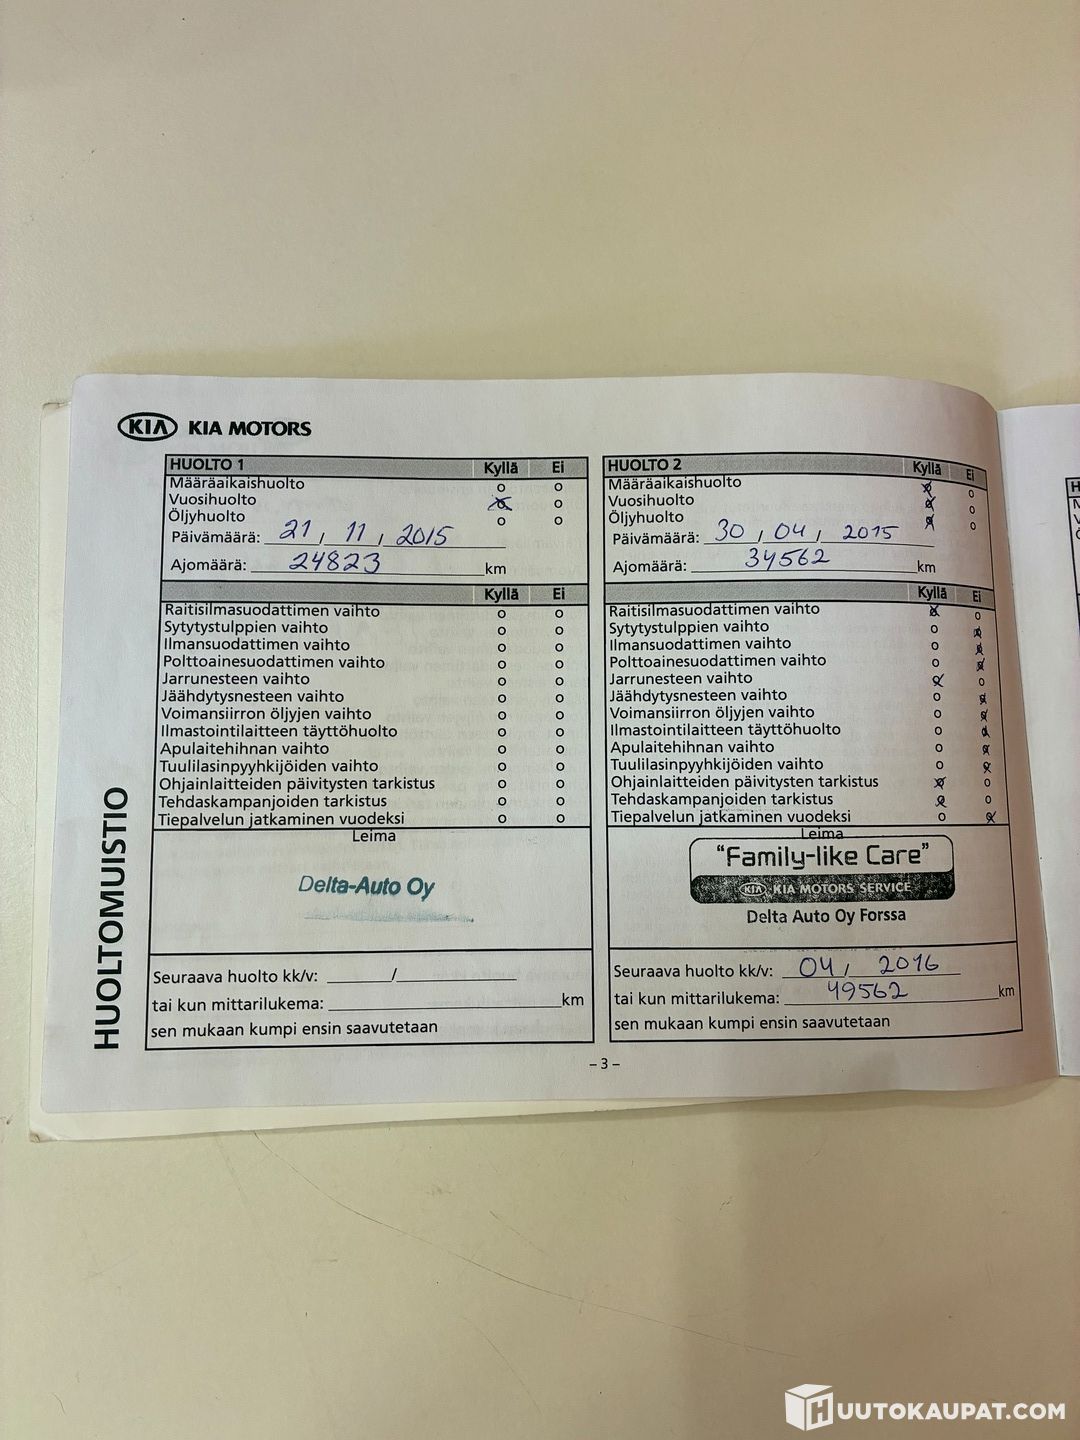 KIA KIA MOTORS
HUOLTOMUISTIO
HUOLTO 1 Kyllä Ei
Määräaikaishuolto o o
Vuosihuolto x o
Öljyhuolto o o
Päivämäärä: 21 / 11 / 2015
Ajomäärä: 24823 km
Kyllä Ei
Raitisilmasuodattimen vaihto o o
Sytytystulppien vaihto o o
Ilmansuodattimen vaihto o o
Polttoainesuodattimen vaihto o o
Jarrunesteen vaihto o o
Jäähdytysnesteen vaihto o o
Voimansiirron öljyjen vaihto o o
Ilmastointilaitteen täyttöhuolto o o
Apulaitehihnan vaihto o o
Tuulilasinpyyhkijöiden vaihto o o
Ohjainlaitteiden päivitysten tarkistus o o
Tehdaskampanjoiden tarkistus o o
Tiepalvelun jatkaminen vuodeksi o o
Leima
Delta-Auto Oy
Seuraava huolto kk/v: /
tai kun mittarilukema: km
sen mukaan kumpi ensin saavutetaan
HUOLTO 2 Kyllä Ei
Määräaikaishuolto x o
Vuosihuolto x o
Öljyhuolto x o
Päivämäärä: 30 / 04 / 2015
Ajomäärä: 34562 km
Kyllä Ei
Raitisilmasuodattimen vaihto x o
Sytytystulppien vaihto o x
Ilmansuodattimen vaihto o x
Polttoainesuodattimen vaihto o x
Jarrunesteen vaihto x o
Jäähdytysnesteen vaihto o x
Voimansiirron öljyjen vaihto o x
Ilmastointilaitteen täyttöhuolto o x
Apulaitehihnan vaihto o x
Tuulilasinpyyhkijöiden vaihto o x
Ohjainlaitteiden päivitysten tarkistus x o
Tehdaskampanjoiden tarkistus x o
Tiepalvelun jatkaminen vuodeksi o x
Leima
"Family-like Care"
KIA KIA MOTORS SERVICE
Delta Auto Oy Forssa
Seuraava huolto kk/v: 04 / 2016
tai kun mittarilukema: 49562 km
sen mukaan kumpi ensin saavutetaan
– 3 –
HUUTOKAUPAT.COM